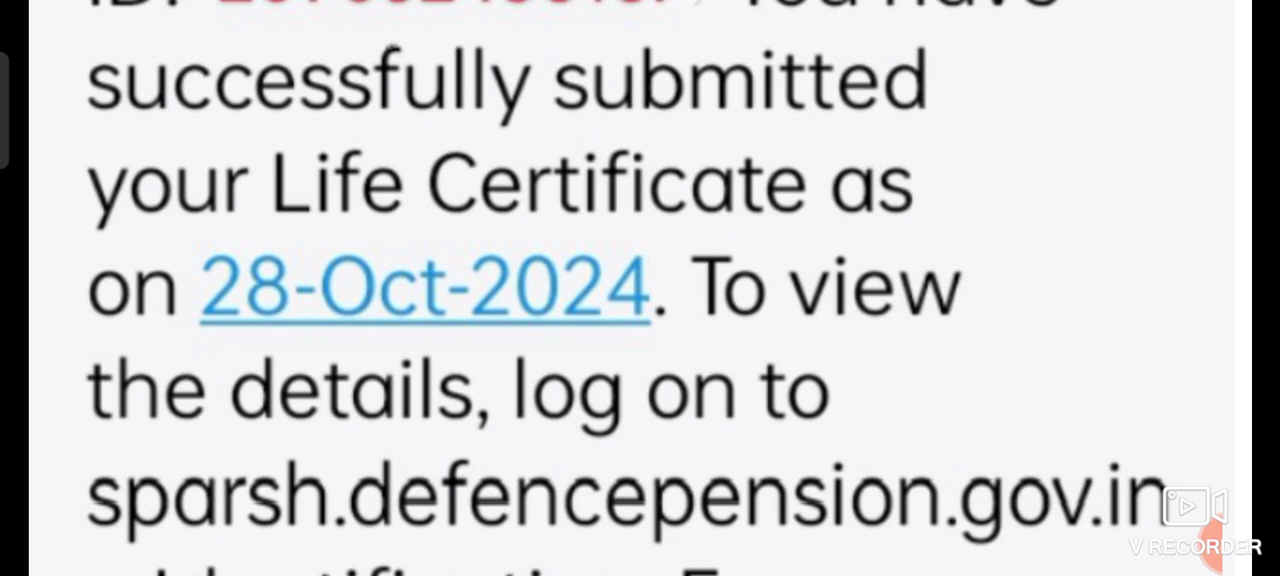 successfully submitted
your Life Certificate as
on 28-Oct-2024. To view
the details, log on to
sparsh.defencepension.gov.in
V RECORDER